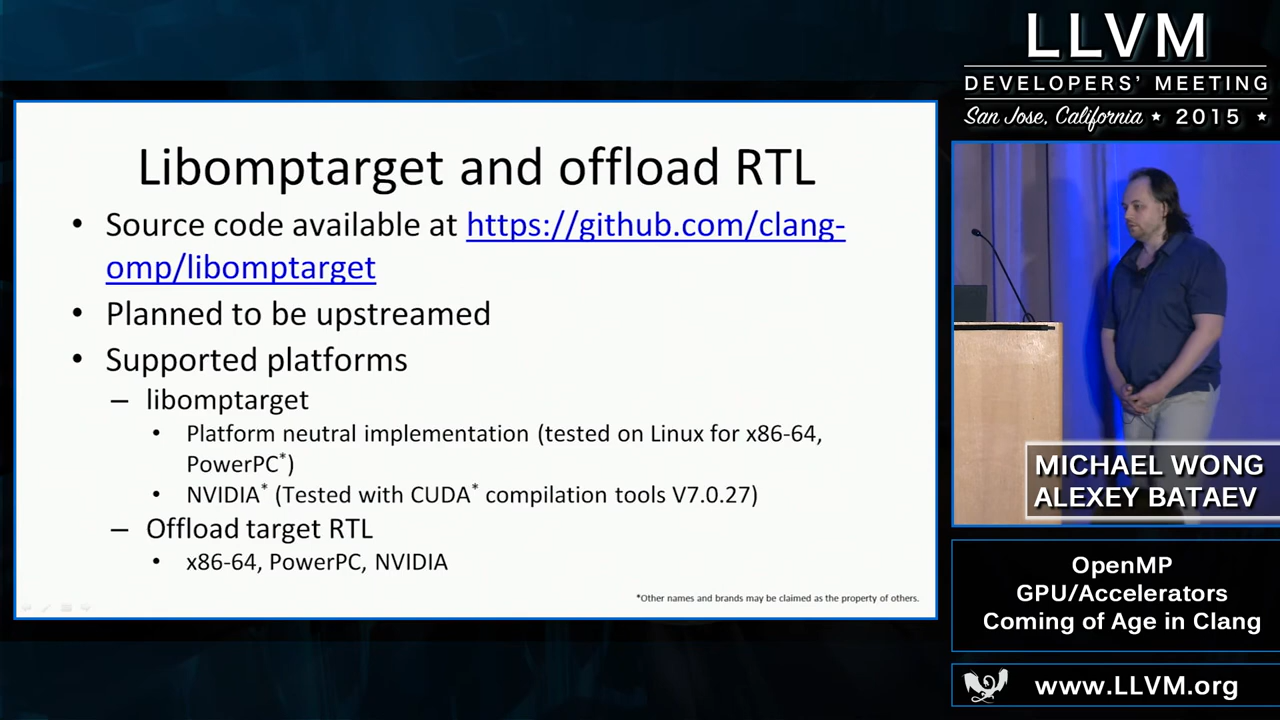 Libomptarget and offload RTL
• Source code available at https://github.com/clang-
omp/libomptarget
• Planned to be upstreamed
• Supported platforms
– libomptarget
• Platform neutral implementation (tested on Linux for x86-64,
PowerPC*)
• NVIDIA* (Tested with CUDA* compilation tools V7.0.27)
– Offload target RTL
• x86-64, PowerPC, NVIDIA
*Other names and brands may be claimed as the property of others.
LLVM
DEVELOPERS' MEETING
San Jose, California ★ 2015 ★
MICHAEL WONG
ALEXEY BATAEV
OpenMP
GPU/Accelerators
Coming of Age in Clang
www.LLVM.org